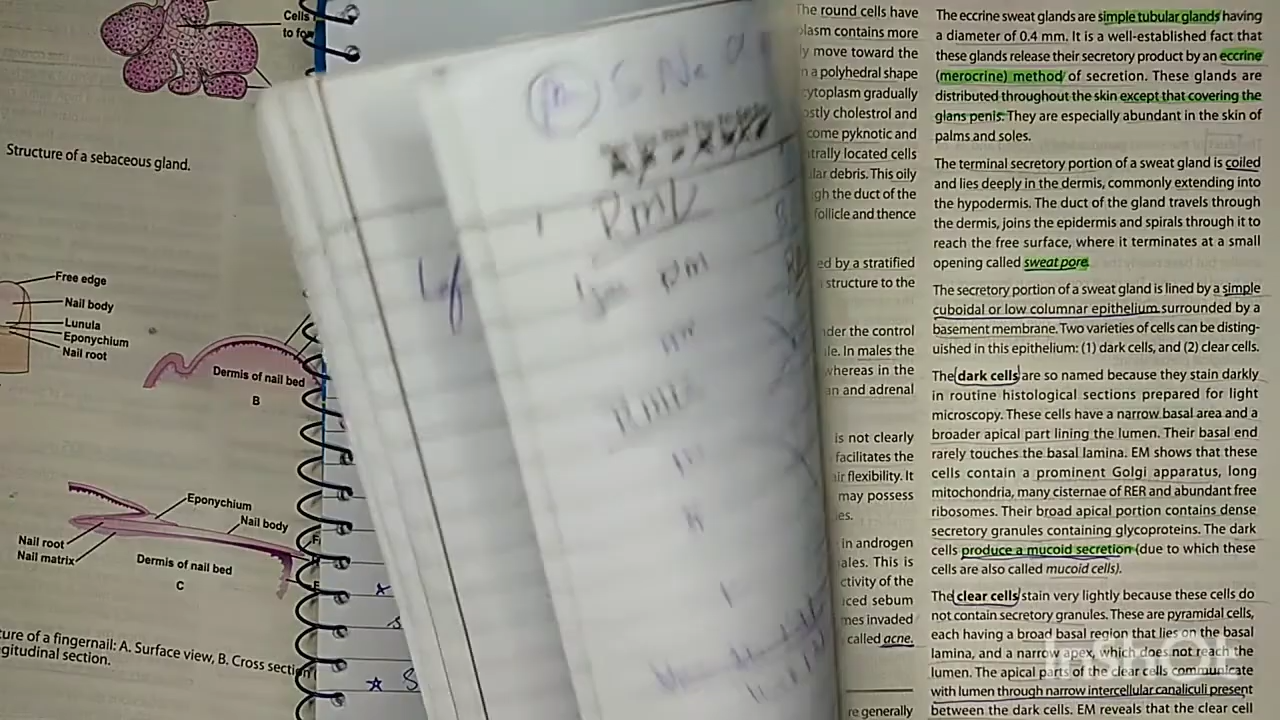 Cells
to fo
Structure of a sebaceous gland.
Free edge
Nail body
Lunula
Eponychium
Nail root
Dermis of nail bed
B
Eponychium
Nail body
Nail root
Nail matrix
Dermis of nail bed
C
ure of a fingernail: A. Surface view, B. Cross section
gitudinal section.
The round cells have
plasm contains more
ly move toward the
n a polyhedral shape
cytoplasm gradually
ostly cholestrol and
come pyknotic and
trally located cells
ular debris. This oily
gh the duct of the
follicle and thence
ed by a stratified
structure to the
nder the control
le. In males the
whereas in the
an and adrenal
is not clearly
facilitates the
air flexibility. It
may possess
es.
in androgen
ales. This is
ctivity of the
uced sebum
mes invaded
called acne.
re generally
The eccrine sweat glands are simple tubular glands having
a diameter of 0.4 mm. It is a well-established fact that
these glands release their secretory product by an eccrine
(merocrine) method of secretion. These glands are
distributed throughout the skin except that covering the
glans penis. They are especially abundant in the skin of
palms and soles.
The terminal secretory portion of a sweat gland is coiled
and lies deeply in the dermis, commonly extending into
the hypodermis. The duct of the gland travels through
the dermis, joins the epidermis and spirals through it to
reach the free surface, where it terminates at a small
opening called sweat pore.
The secretory portion of a sweat gland is lined by a simple
cuboidal or low columnar epithelium surrounded by a
basement membrane. Two varieties of cells can be disting-
uished in this epithelium: (1) dark cells, and (2) clear cells.
The dark cells are so named because they stain darkly
in routine histological sections prepared for light
microscopy. These cells have a narrow basal area and a
broader apical part lining the lumen. Their basal end
rarely touches the basal lamina. EM shows that these
cells contain a prominent Golgi apparatus, long
mitochondria, many cisternae of RER and abundant free
ribosomes. Their broad apical portion contains dense
secretory granules containing glycoproteins. The dark
cells produce a mucoid secretion (due to which these
cells are also called mucoid cells).
The clear cells stain very lightly because these cells do
not contain secretory granules. These are pyramidal cells,
each having a broad basal region that lies on the basal
lamina, and a narrow apex, which does not reach the
lumen. The apical parts of the clear cells communicate
with lumen through narrow intercellular canaliculi present
between the dark cells. EM reveals that the clear cell